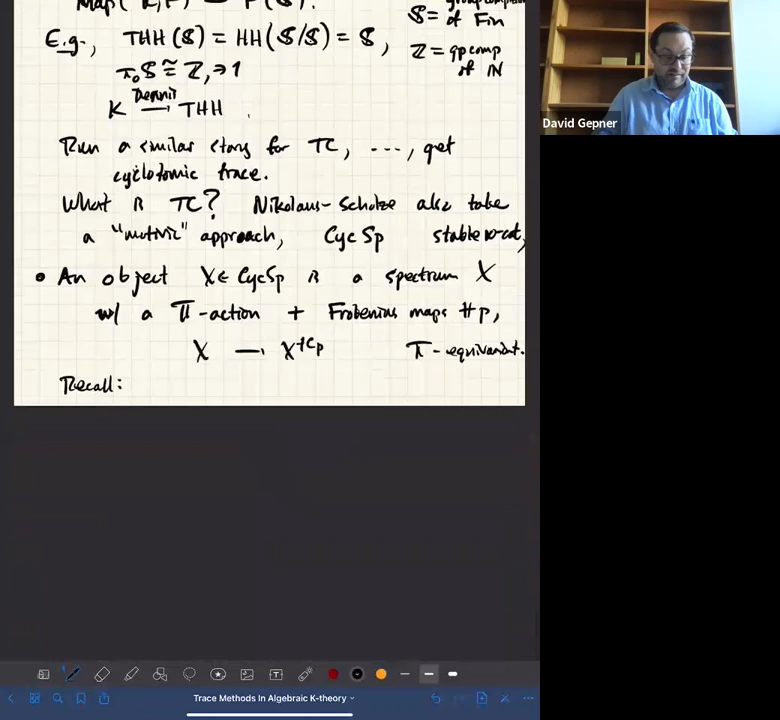 Map(K, F) = F(𝕊).
𝕊 = group completion
of Fin
E.g., THH(𝕊) = HH(𝕊/𝕊) = 𝕊,
ℤ = gp comp
of ℕ
π₀𝕊 ≅ ℤ, ∋ 1
K Dennis ⟶ THH
Run a similar story for TC, ..., get
cyclotomic trace.
What is TC? Nikolaus-Scholze also take
a "motivic" approach, CycSp stable ∞-cat,
• An object X ∈ CycSp is a spectrum X
w/ a 𝕋-action + Frobenius maps ∀p,
X ⟶ X^{tC_p} 𝕋-equivariant.
Recall:
David Gepner
Trace Methods In Algebraic K-theory